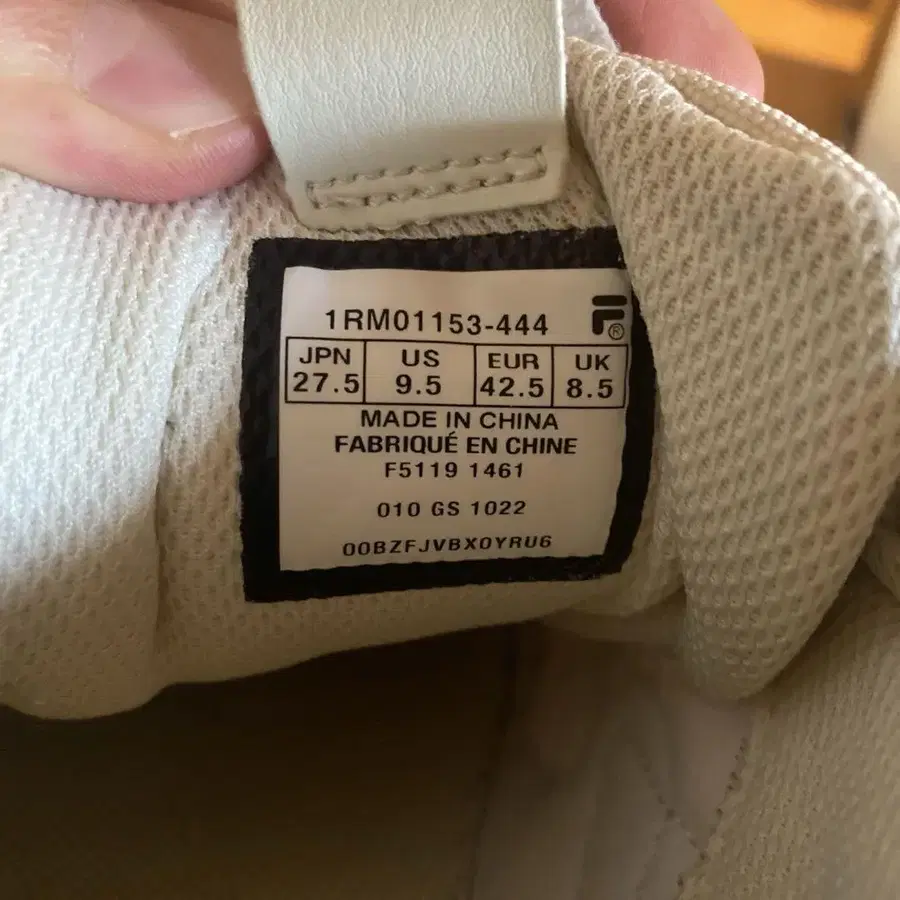 1RM01153-444
JPN US EUR UK
27.5 9.5 42.5 8.5
MADE IN CHINA
FABRIQUÉ EN CHINE
F5119 1461
010 GS 1022
00BZFJVBX0YRU6